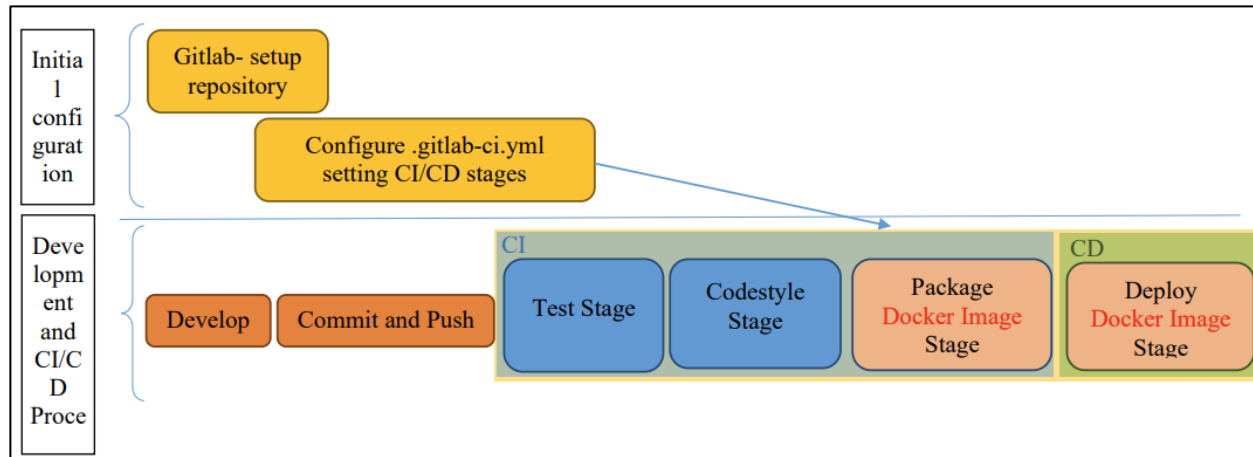 Initia
l
confi
gurat
ion
Gitlab- setup
repository
Configure .gitlab-ci.yml
setting CI/CD stages
Deve
lopm
ent
and
CI/C
D
Proce
Develop
Commit and Push
CI
Test Stage
Codestyle
Stage
Package
Docker Image
Stage
CD
Deploy
Docker Image
Stage